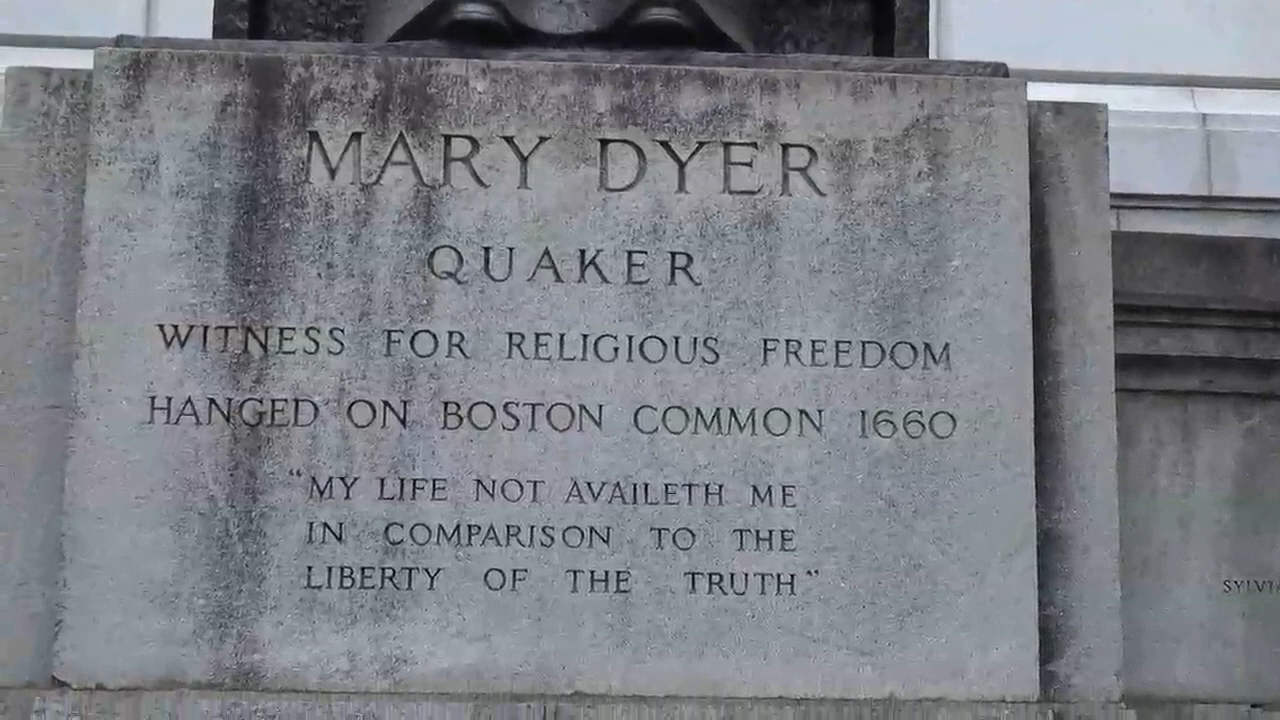 MARY DYER
QUAKER
WITNESS FOR RELIGIOUS FREEDOM
HANGED ON BOSTON COMMON 1660
“MY LIFE NOT AVAILETH ME
IN COMPARISON TO THE
LIBERTY OF THE TRUTH”